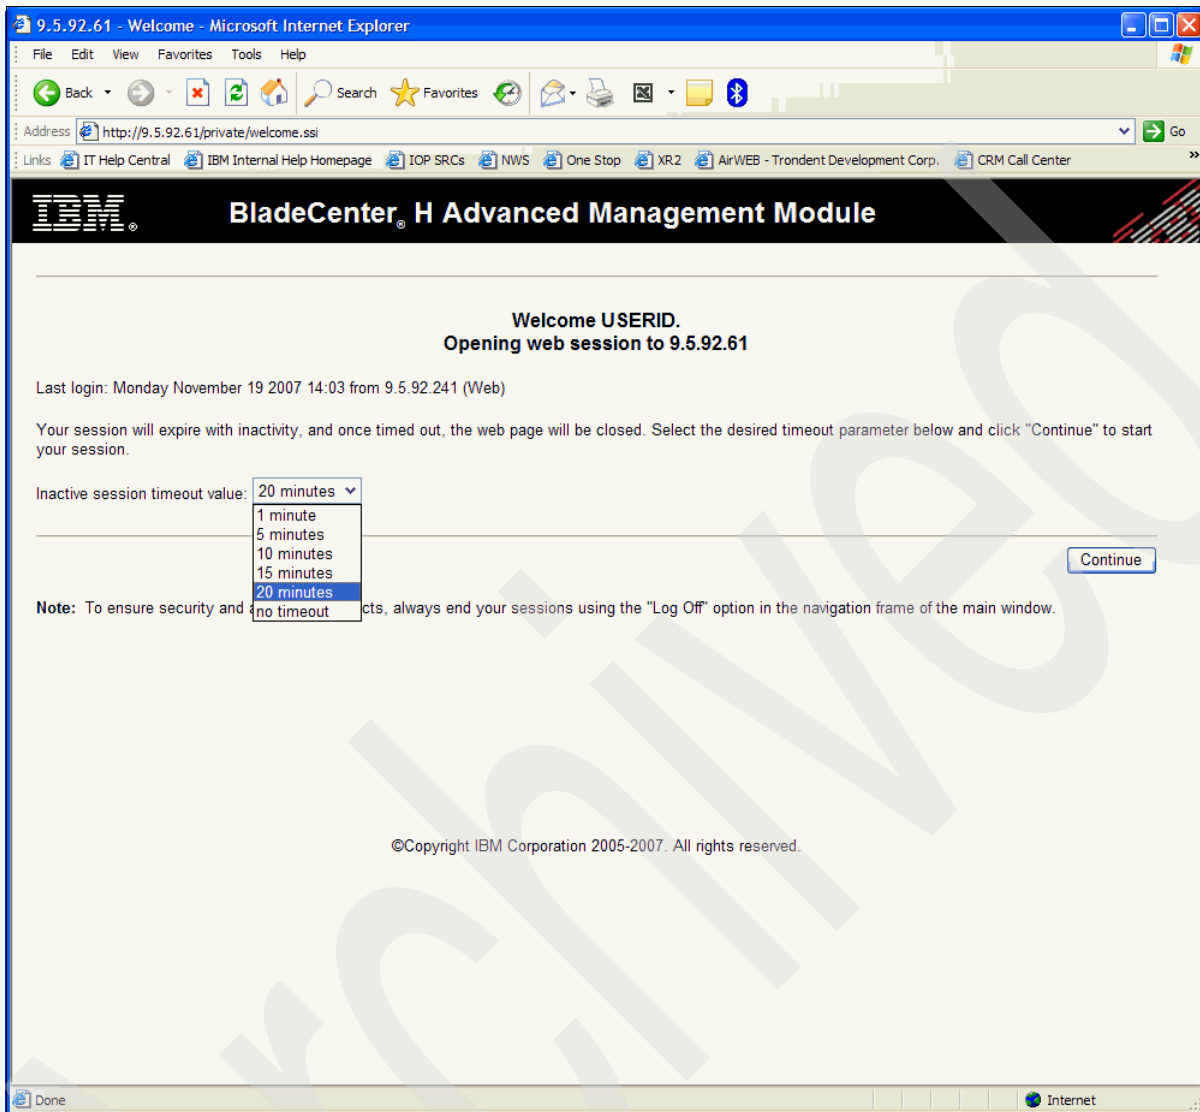 9.5.92.61 - Welcome - Microsoft Internet Explorer
File Edit View Favorites Tools Help
Back Search Favorites
Address http://9.5.92.61/private/welcome.ssi Go
Links IT Help Central IBM Internal Help Homepage IOP SRCs NWS One Stop XR2 AirWEB - Trondent Development Corp. CRM Call Center »
IBM® BladeCenter® H Advanced Management Module
Welcome USERID.
Opening web session to 9.5.92.61
Last login: Monday November 19 2007 14:03 from 9.5.92.241 (Web)
Your session will expire with inactivity, and once timed out, the web page will be closed. Select the desired timeout parameter below and click "Continue" to start
your session.
Inactive session timeout value: 20 minutes
1 minute
5 minutes
10 minutes
15 minutes
20 minutes
no timeout
Continue
Note: To ensure security and cts, always end your sessions using the "Log Off" option in the navigation frame of the main window.
©Copyright IBM Corporation 2005-2007. All rights reserved.
Done Internet
Archived